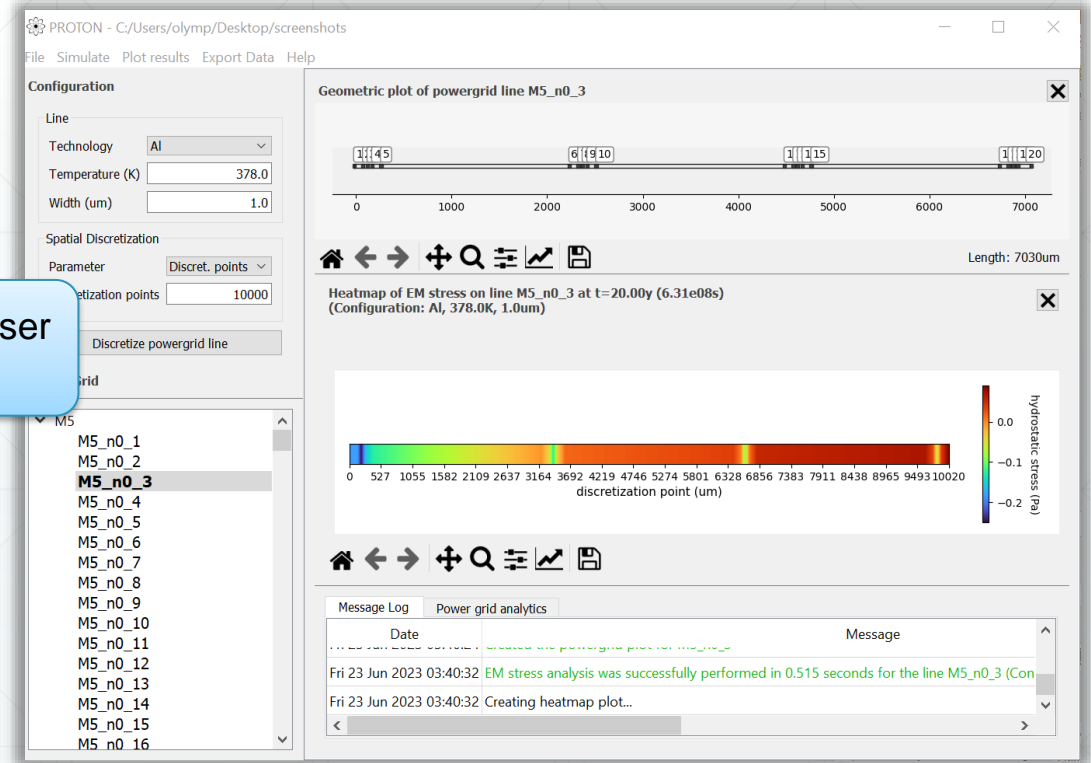 PROTON - C:/Users/olymp/Desktop/screenshots
File Simulate Plot results Export Data Help
Configuration
Line
Technology Al
Temperature (K) 378.0
Width (um) 1.0
Spatial Discretization
Parameter Discret. points
etization points 10000
ser
Discretize powergrid line
rid
M5
M5_n0_1
M5_n0_2
M5_n0_3
M5_n0_4
M5_n0_5
M5_n0_6
M5_n0_7
M5_n0_8
M5_n0_9
M5_n0_10
M5_n0_11
M5_n0_12
M5_n0_13
M5_n0_14
M5_n0_15
M5_n0_16
Geometric plot of powergrid line M5_n0_3
4 5 6 9 10 15 20
0 1000 2000 3000 4000 5000 6000 7000
Length: 7030um
Heatmap of EM stress on line M5_n0_3 at t=20.00y (6.31e08s)
(Configuration: Al, 378.0K, 1.0um)
0 527 1055 1582 2109 2637 3164 3692 4219 4746 5274 5801 6328 6856 7383 7911 8438 8965 9493 10020
discretization point (um)
0.0
−0.1
−0.2
hydrostatic stress (Pa)
Message Log Power grid analytics
Date Message
Fri 23 Jun 2023 03:40:32 EM stress analysis was successfully performed in 0.515 seconds for the line M5_n0_3 (Con
Fri 23 Jun 2023 03:40:32 Creating heatmap plot...